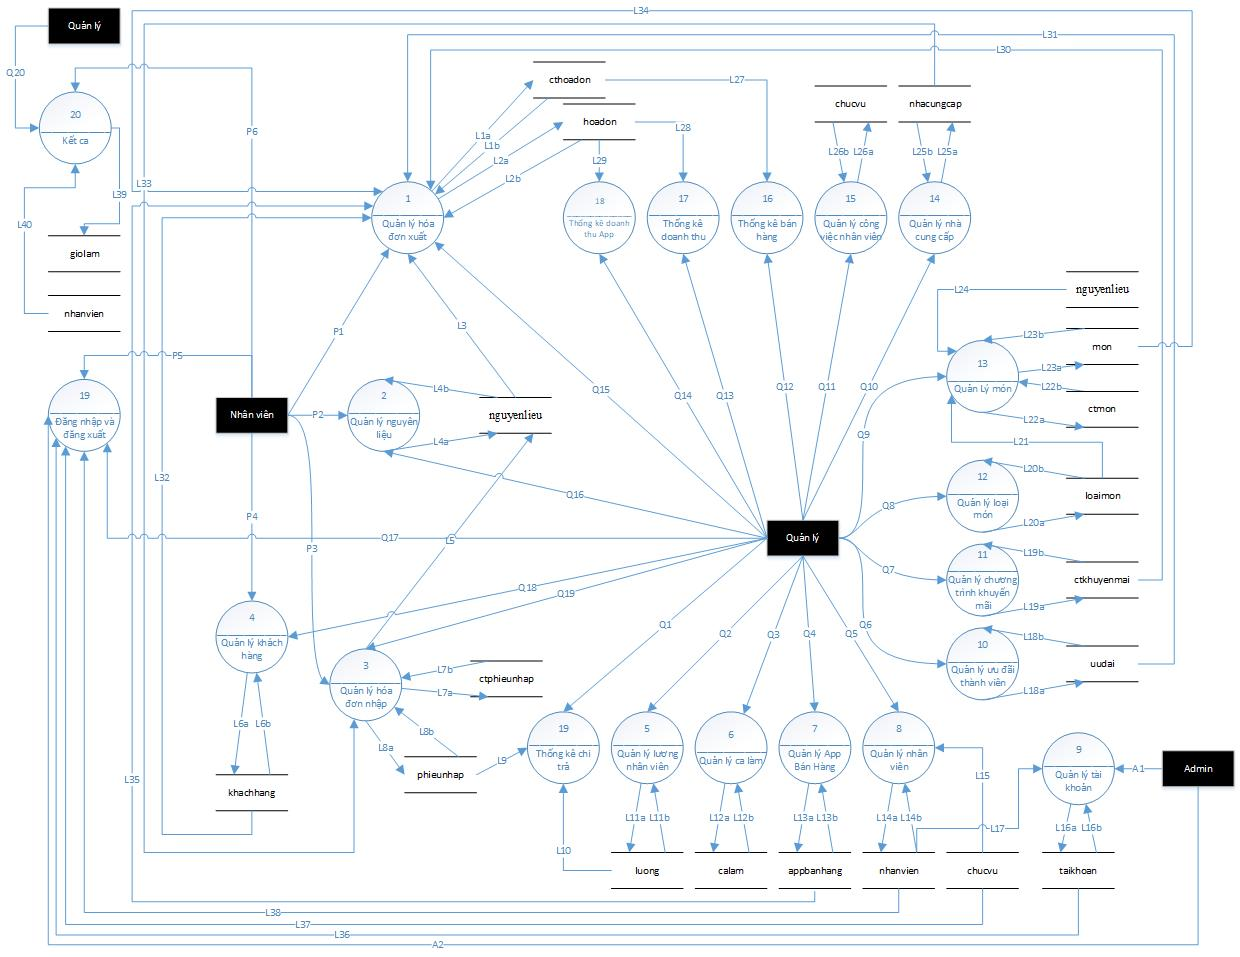 L34
Quản lý
L31
L30
Q20
cthoadon
L27
chucvu
nhacungcap
20
Kết ca
P6
hoadon
L28
L1a
L1b
L2a
L2b
L29
L26b
L26a
L25b
L25a
L33
L39
L40
giolam
nhanvien
1
Quản lý hóa
đơn xuất
18
Thống kê doanh
thu App
17
Thống kê
doanh thu
16
Thống kê bán
hàng
15
Quản lý công
việc nhân viên
14
Quản lý nhà
cung cấp
L24
nguyenlieu
P1
L3
L23b
mon
13
Quản lý món
L23a
L22b
ctmon
L22a
P5
19
Đăng nhập và
đăng xuất
Nhân viên
P2
2
Quản lý nguyên
liệu
L4b
nguyenlieu
L4a
Q15
Q14
Q13
Q12
Q11
Q10
Q9
L21
L32
Q16
12
Quản lý loại
món
L20b
loaimon
L20a
Q8
P4
P3
Q17
L5
Quản lý
11
Quản lý chương
trình khuyến
mãi
L19b
ctkhuyenmai
L19a
Q7
Q18
Q19
4
Quản lý khách
hàng
Q1
Q2
Q3
Q4
Q5
Q6
10
Quản lý ưu đãi
thành viên
L18b
uudai
L18a
3
Quản lý hóa
đơn nhập
L7b
ctphieunhap
L7a
L6a
L6b
L8a
L8b
phieunhap
L9
khachhang
L35
19
Thống kê chi
trả
5
Quản lý lương
nhân viên
6
Quản lý ca làm
7
Quản lý App
Bán Hàng
8
Quản lý nhân
viên
9
Quản lý tài
khoản
A1
Admin
L15
L10
L11a
L11b
L12a
L12b
L13a
L13b
L14a
L14b
L17
L16a
L16b
luong
calam
appbanhang
nhanvien
chucvu
taikhoan
L38
L37
L36
A2